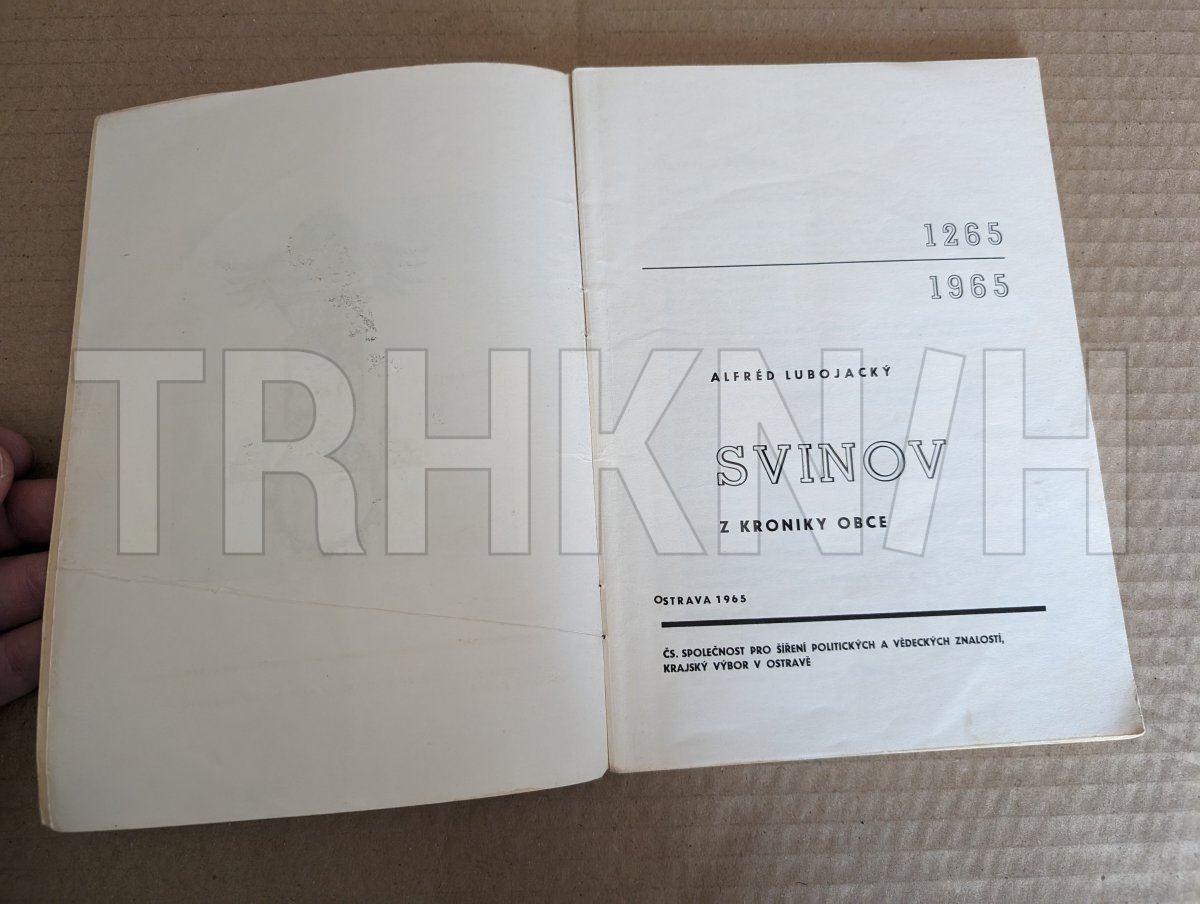 1265
1965
ALFRÉD LUBOJACKÝ
SVINOV
Z KRONIKY OBCE
OSTRAVA 1965
ČS. SPOLEČNOST PRO ŠÍŘENÍ POLITICKÝCH A VĚDECKÝCH ZNALOSTÍ,
KRAJSKÝ VÝBOR V OSTRAVĚ
TRHKNIH